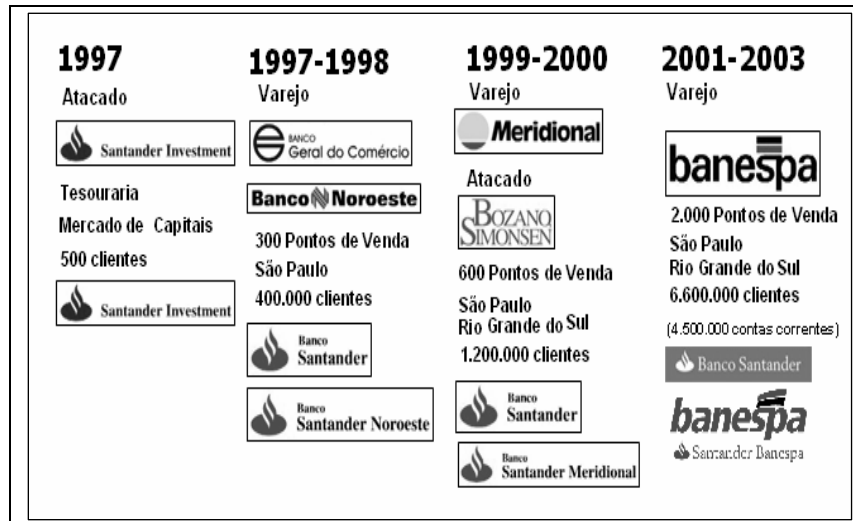 1997
Atacado
Santander Investment
Tesouraria
Mercado de Capitais
500 clientes
Santander Investment
1997-1998
Varejo
BANCO
Geral do Comércio
Banco Noroeste
300 Pontos de Venda
São Paulo
400.000 clientes
Banco
Santander
Banco
Santander Noroeste
1999-2000
Varejo
Meridional
Atacado
BOZANO
SIMONSEN
600 Pontos de Venda
São Paulo
Rio Grande do Sul
1.200.000 clientes
Banco
Santander
Banco
Santander Meridional
2001-2003
Varejo
banespa
2.000 Pontos de Venda
São Paulo
Rio Grande do Sul
6.600.000 clientes
(4.500.000 contas correntes)
Banco Santander
banespa
Santander Banespa